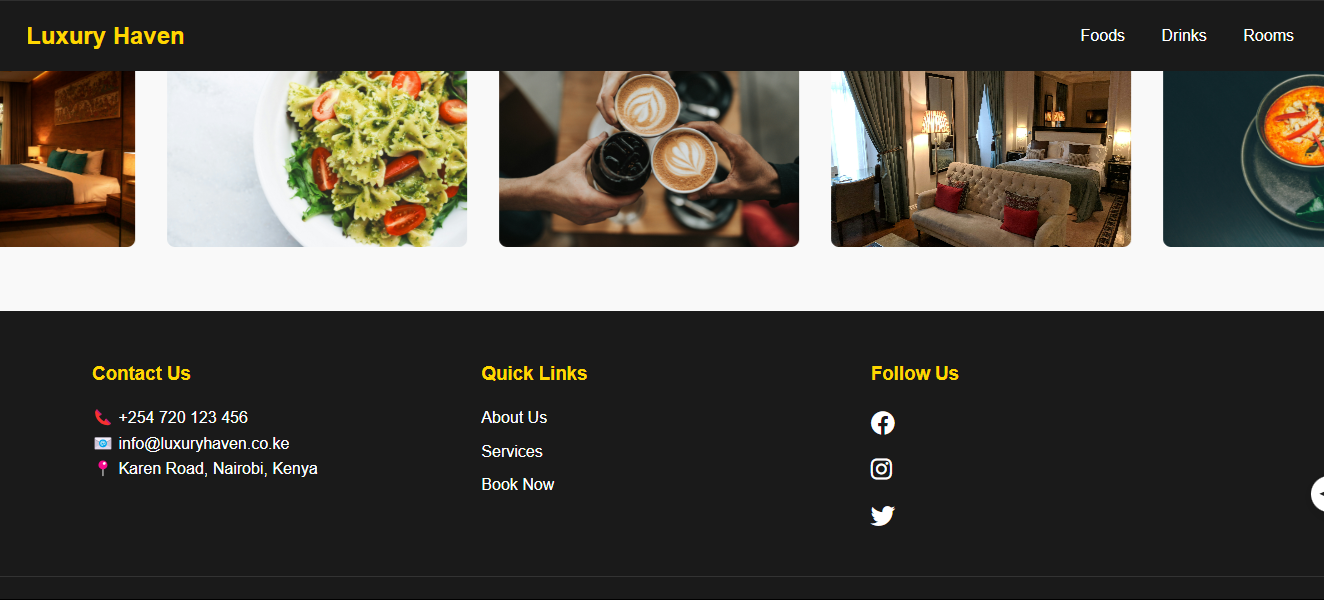 Luxury Haven
Foods Drinks Rooms
Contact Us
+254 720 123 456
info@luxuryhaven.co.ke
Karen Road, Nairobi, Kenya
Quick Links
About Us
Services
Book Now
Follow Us